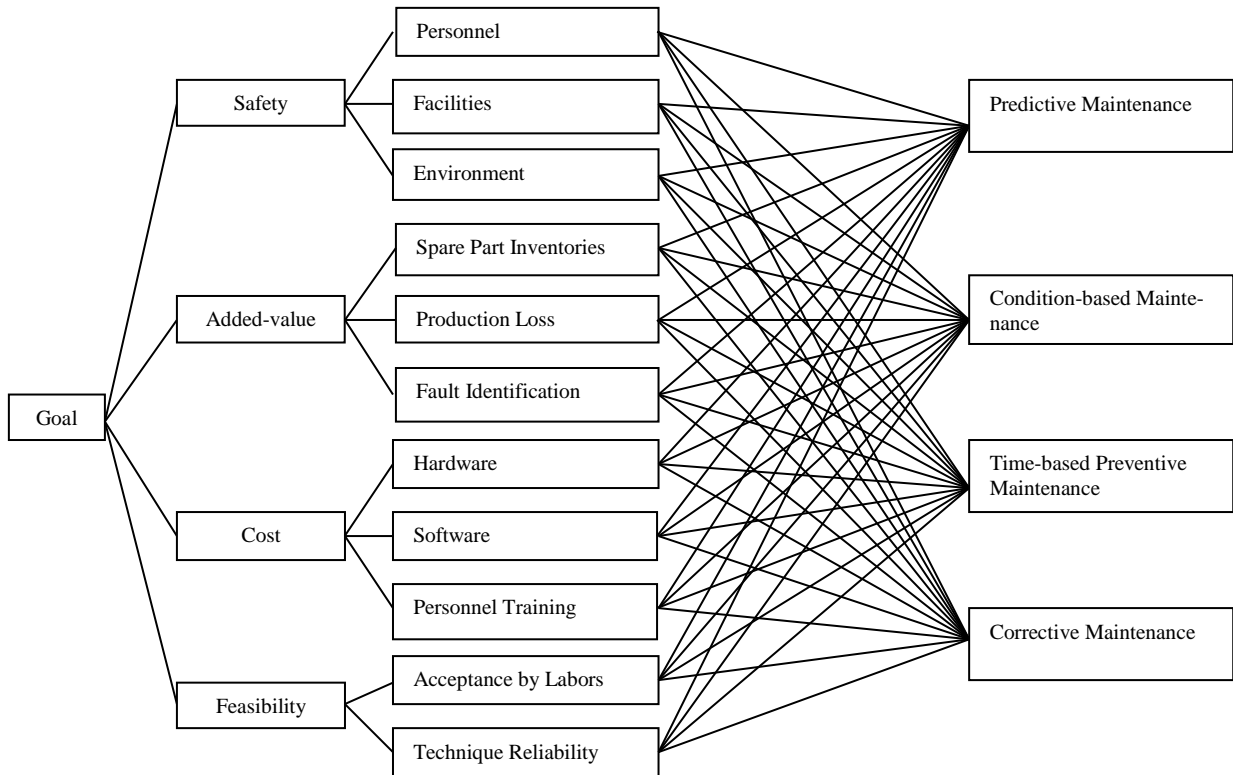 Goal
Safety
Added-value
Cost
Feasibility
Personnel
Facilities
Environment
Spare Part Inventories
Production Loss
Fault Identification
Hardware
Software
Personnel Training
Acceptance by Labors
Technique Reliability
Predictive Maintenance
Condition-based Mainte-
nance
Time-based Preventive
Maintenance
Corrective Maintenance